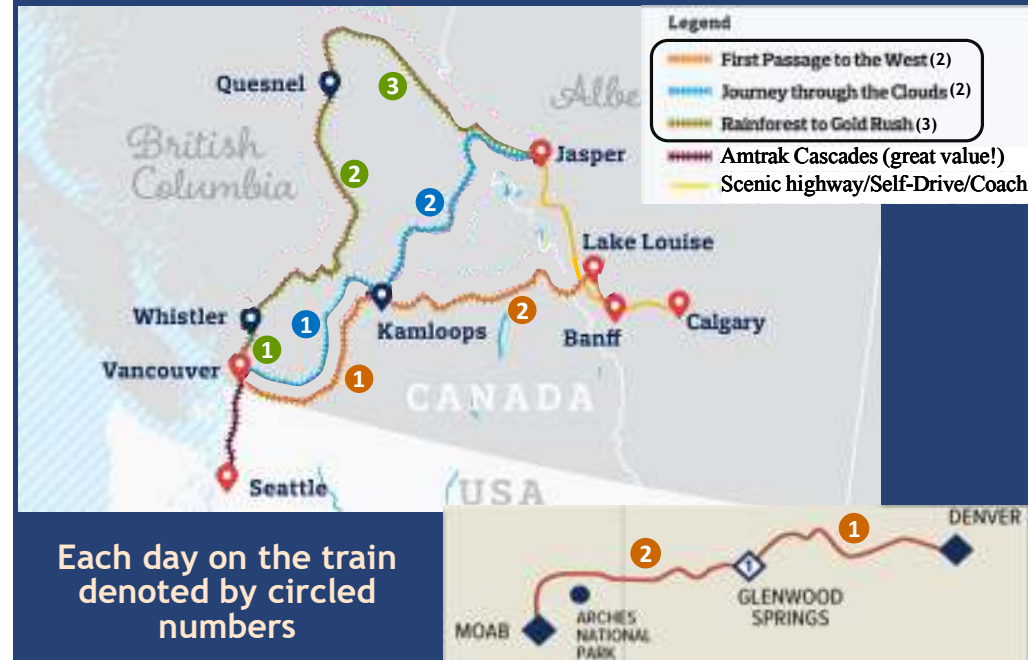 Legend
First Passage to the West (2)
Journey through the Clouds (2)
Rainforest to Gold Rush (3)
Amtrak Cascades (great value!)
Scenic highway/Self-Drive/Coach
Quesnel
3
Albe
British
Columbia
2
Jasper
2
Lake Louise
Whistler
1
Kamloops
2
Banff
Calgary
1
Vancouver
1
CANADA
Seattle
USA
Each day on the train
denoted by circled
numbers
DENVER
1
2
1
GLENWOOD
SPRINGS
ARCHES
NATIONAL
PARK
MOAB